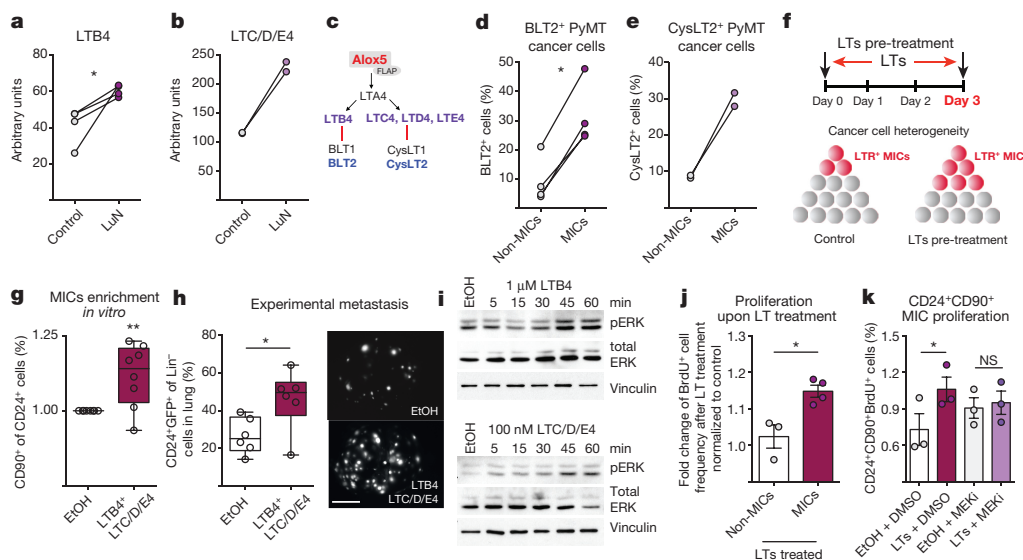 a
LTB4
Arbitrary units
80
60
40
20
*
Control
LuN
b
LTC/D/E4
Arbitrary units
250
200
150
100
50
0
Control
LuN
c
Alox5
FLAP
LTA4
LTB4
LTC4, LTD4, LTE4
BLT1
CysLT1
BLT2
CysLT2
d
BLT2+ PyMT
cancer cells
BLT2+ cells (%)
50
40
30
20
10
0
*
Non-MICs
MICs
e
CysLT2+ PyMT
cancer cells
CysLT2+ cells (%)
40
30
20
10
0
Non-MICs
MICs
f
LTs pre-treatment
LTs
Day 0
Day 1
Day 2
Day 3
Cancer cell heterogeneity
LTR+ MICs
LTR+ MIC
Control
LTs pre-treatment
g
MICs enrichment
in vitro
CD90+ of CD24+ cells (%)
1.25
1.00
**
EtOH
LTB4+
LTC/D/E4
h
Experimental metastasis
CD24+GFP+ of Lin−
cells in lung (%)
80
60
40
20
*
EtOH
LTB4+
LTC/D/E4
EtOH
LTB4
LTC/D/E4
i
1 μM LTB4
EtOH
5 15 30 45 60 min
pERK
total
ERK
Vinculin
100 nM LTC/D/E4
EtOH
5 15 30 45 60 min
pERK
Total
ERK
Vinculin
j
Proliferation
upon LT treatment
Fold change of BrdU+ cell
frequency after LT treatment
normalized to control
1.2
1.1
1.0
0.9
*
Non-MICs
MICs
LTs treated
k
CD24+CD90+
MIC proliferation
CD24+CD90+BrdU+ cells (%)
1.50
1.25
1.00
0.75
0.50
*
NS
EtOH + DMSO
LTs + DMSO
EtOH + MEKi
LTs + MEKi